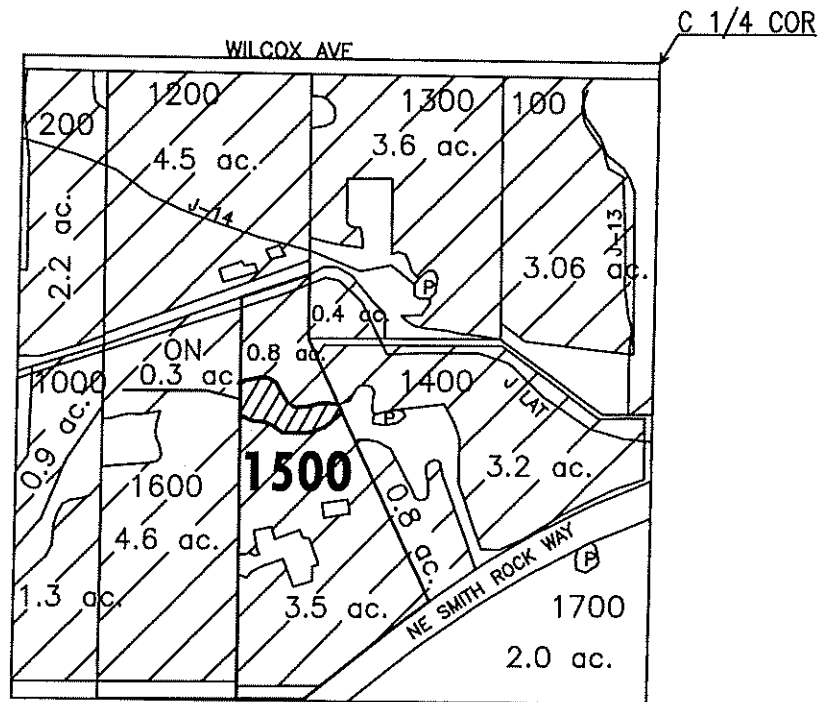 C 1/4 COR
WILCOX AVE
200
1200
1300
100
4.5 ac.
3.6 ac.
2.2 ac.
J-14
J-13
3.06 ac.
P
0.4 ac.
ON
0.3 ac.
0.8 ac.
1000
1400
J LAT
P
0.9 ac.
1500
3.2 ac.
1600
0.8 ac.
4.6 ac.
1.3 ac.
3.5 ac.
NE SMITH ROCK WAY
P
1700
2.0 ac.